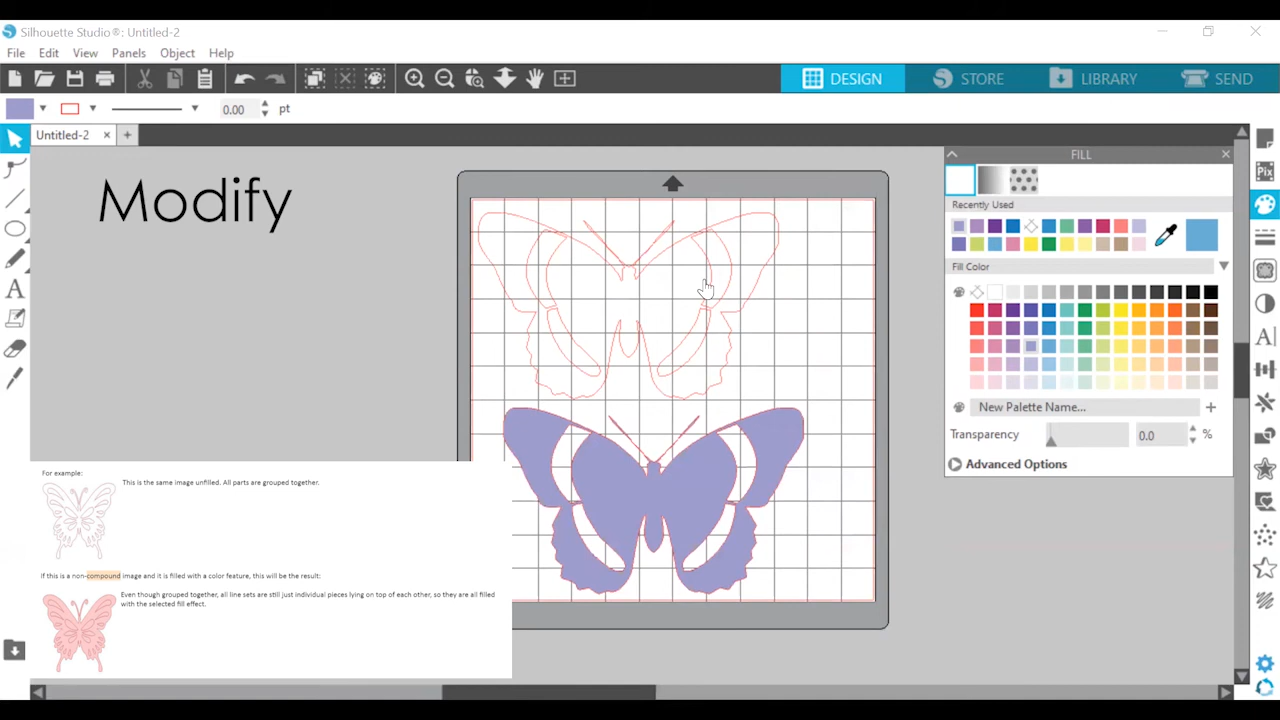 Silhouette Studio®: Untitled-2
File Edit View Panels Object Help
DESIGN STORE LIBRARY SEND
0.00 pt
Untitled-2 × +
Modify
FILL
Pix
Recently Used
Fill Color
New Palette Name...
Transparency 0.0 %
Advanced Options
For example:
This is the same image unfilled. All parts are grouped together.
If this is a non-compound image and it is filled with a color feature, this will be the result:
Even though grouped together, all line sets are still just individual pieces lying on top of each other, so they are all filled
with the selected fill effect.